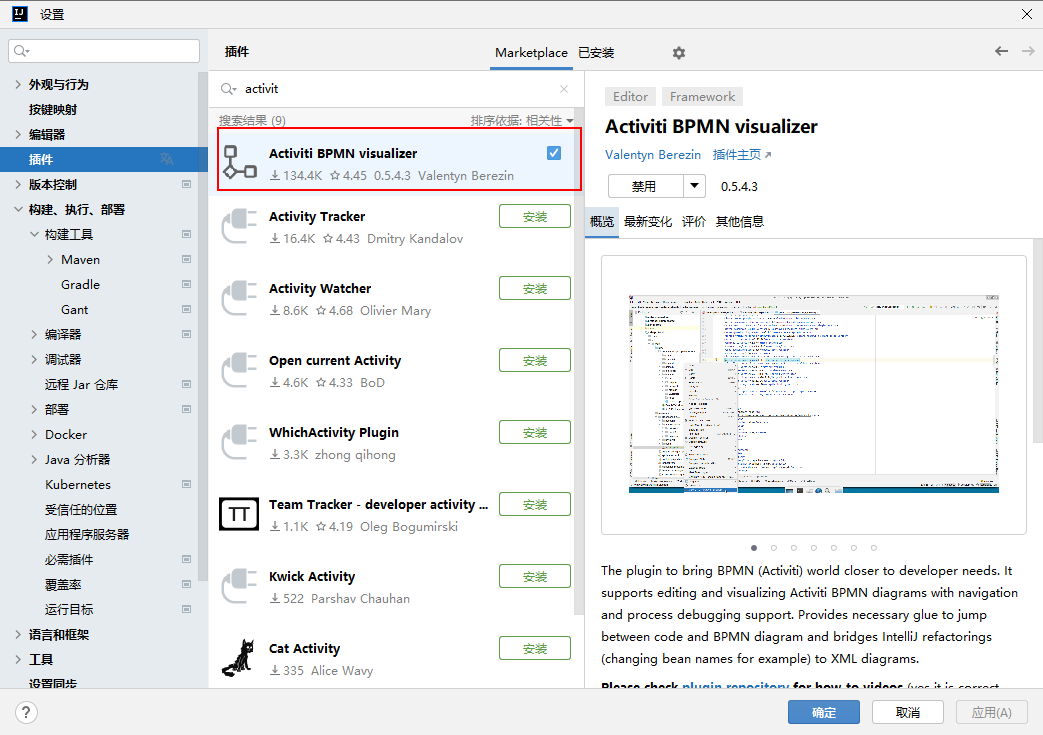 设置
插件
Marketplace
已安装
外观与行为
按键映射
编辑器
插件
版本控制
构建、执行、部署
构建工具
Maven
Gradle
Gant
编译器
调试器
远程 Jar 仓库
部署
Docker
Java 分析器
Kubernetes
受信任的位置
应用程序服务器
必需插件
覆盖率
运行目标
语言和框架
工具
设置同步
activit
搜索结果 (9)
排序依据: 相关性
Activiti BPMN visualizer
134.4K 4.45 0.5.4.3 Valentyn Berezin
Activity Tracker
安装
16.4K 4.43 Dmitry Kandalov
Activity Watcher
安装
8.6K 4.68 Olivier Mary
Open current Activity
安装
4.6K 4.33 BoD
WhichActivity Plugin
安装
3.3K zhong qihong
Team Tracker - developer activity ...
安装
1.1K 4.19 Oleg Bogumirski
Kwick Activity
安装
522 Parshav Chauhan
Cat Activity
安装
335 Alice Wavy
Editor
Framework
Activiti BPMN visualizer
Valentyn Berezin 插件主页
禁用
0.5.4.3
概览 最新变化 评价 其他信息
The plugin to bring BPMN (Activiti) world closer to developer needs. It
supports editing and visualizing Activiti BPMN diagrams with navigation
and process debugging support. Provides necessary glue to jump
between code and BPMN diagram and bridges IntelliJ refactorings
(changing bean names for example) to XML diagrams.
Please check plugin repository for how-to videos (yes it is correct
?
确定
取消
应用(A)